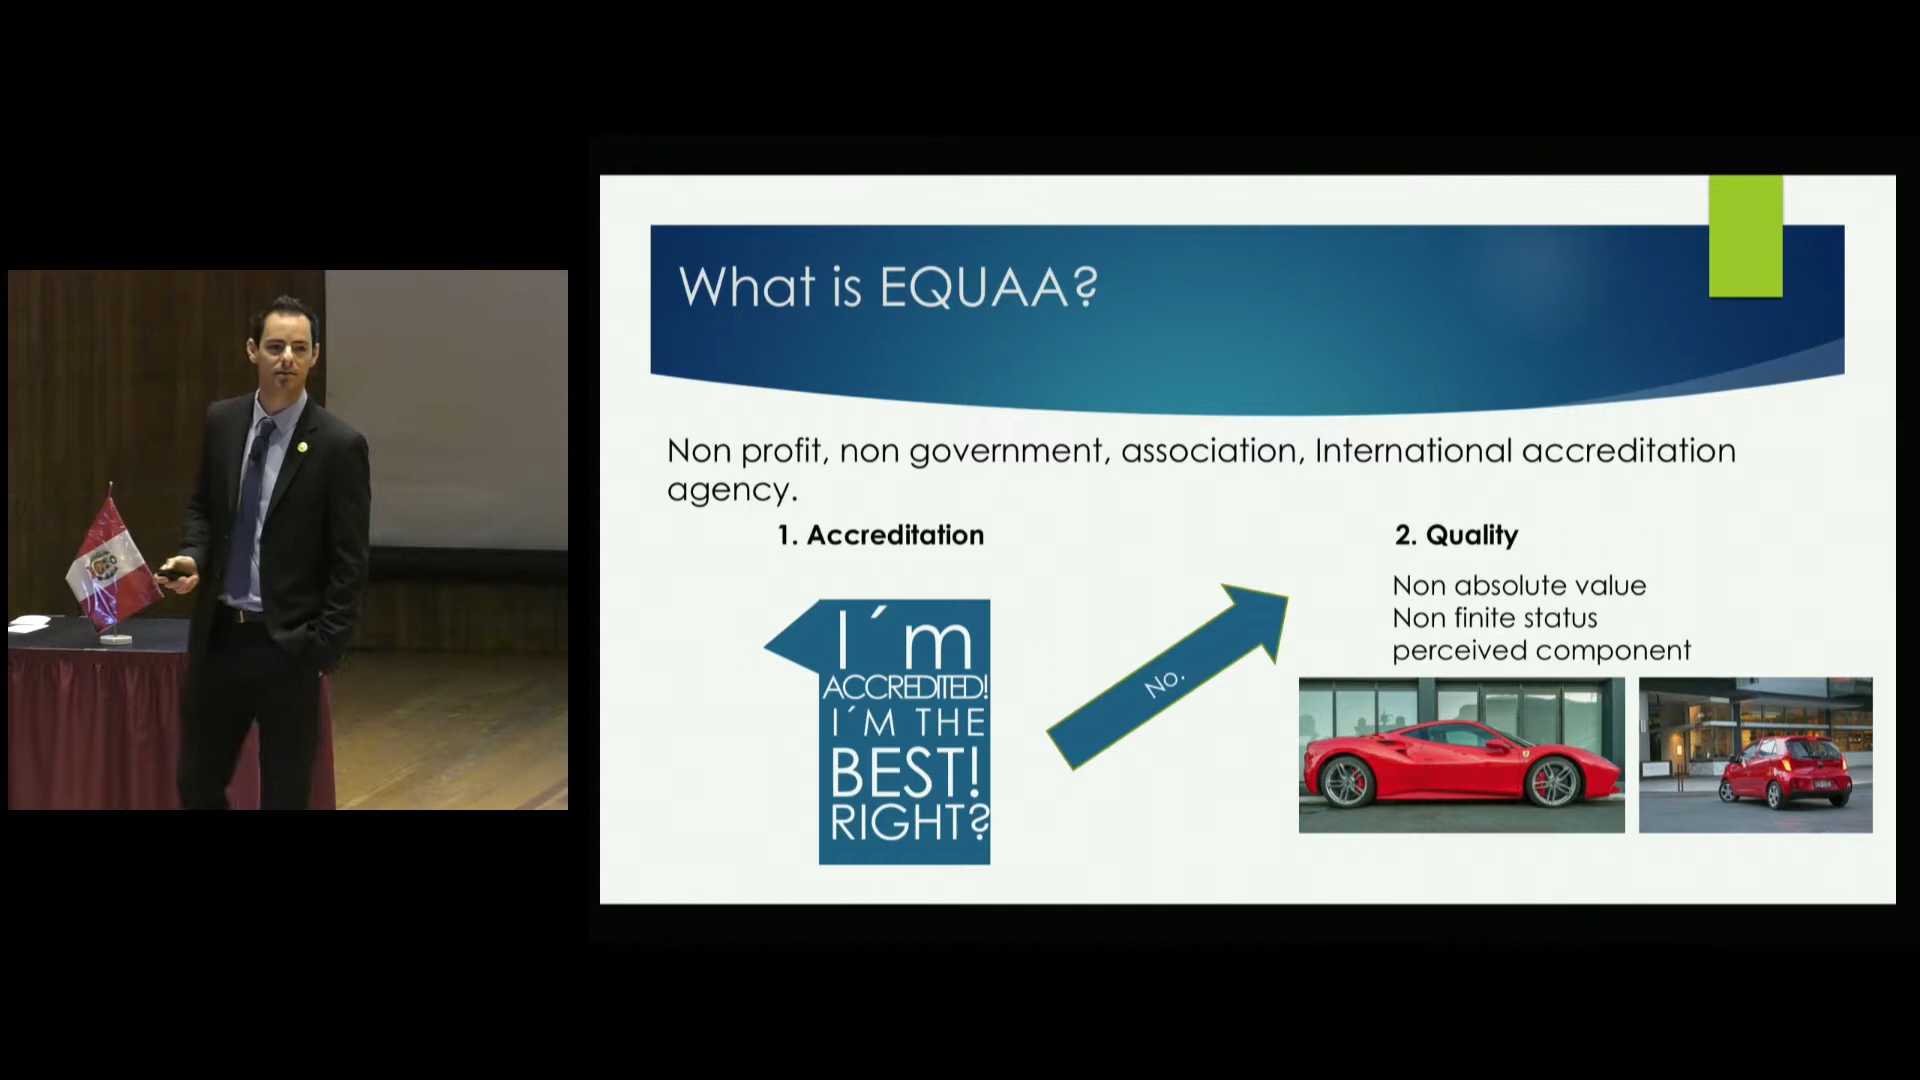 What is EQUAA?
Non profit, non government, association, International accreditation
agency.
1. Accreditation
I´m
ACCREDITED!
I´M THE
BEST!
RIGHT?
No.
2. Quality
Non absolute value
Non finite status
perceived component